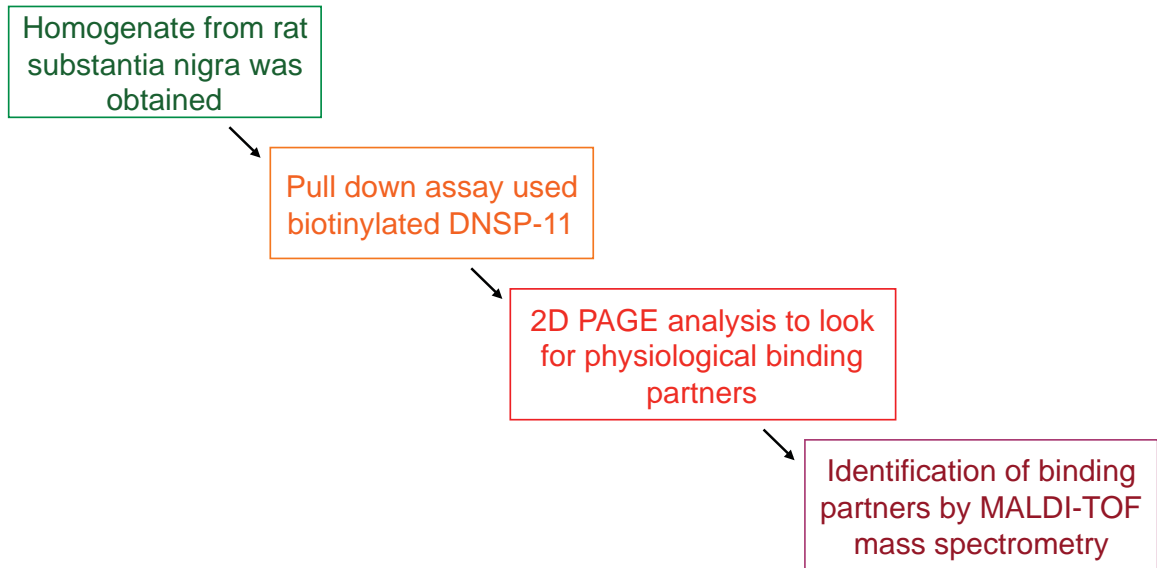 Homogenate from rat
substantia nigra was
obtained
Pull down assay used
biotinylated DNSP-11
2D PAGE analysis to look
for physiological binding
partners
Identification of binding
partners by MALDI-TOF
mass spectrometry